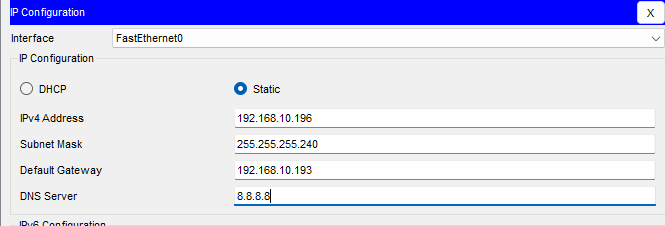 IP Configuration X
Interface FastEthernet0
IP Configuration
DHCP Static
IPv4 Address 192.168.10.196
Subnet Mask 255.255.255.240
Default Gateway 192.168.10.193
DNS Server 8.8.8.8
IPv6 Configuration